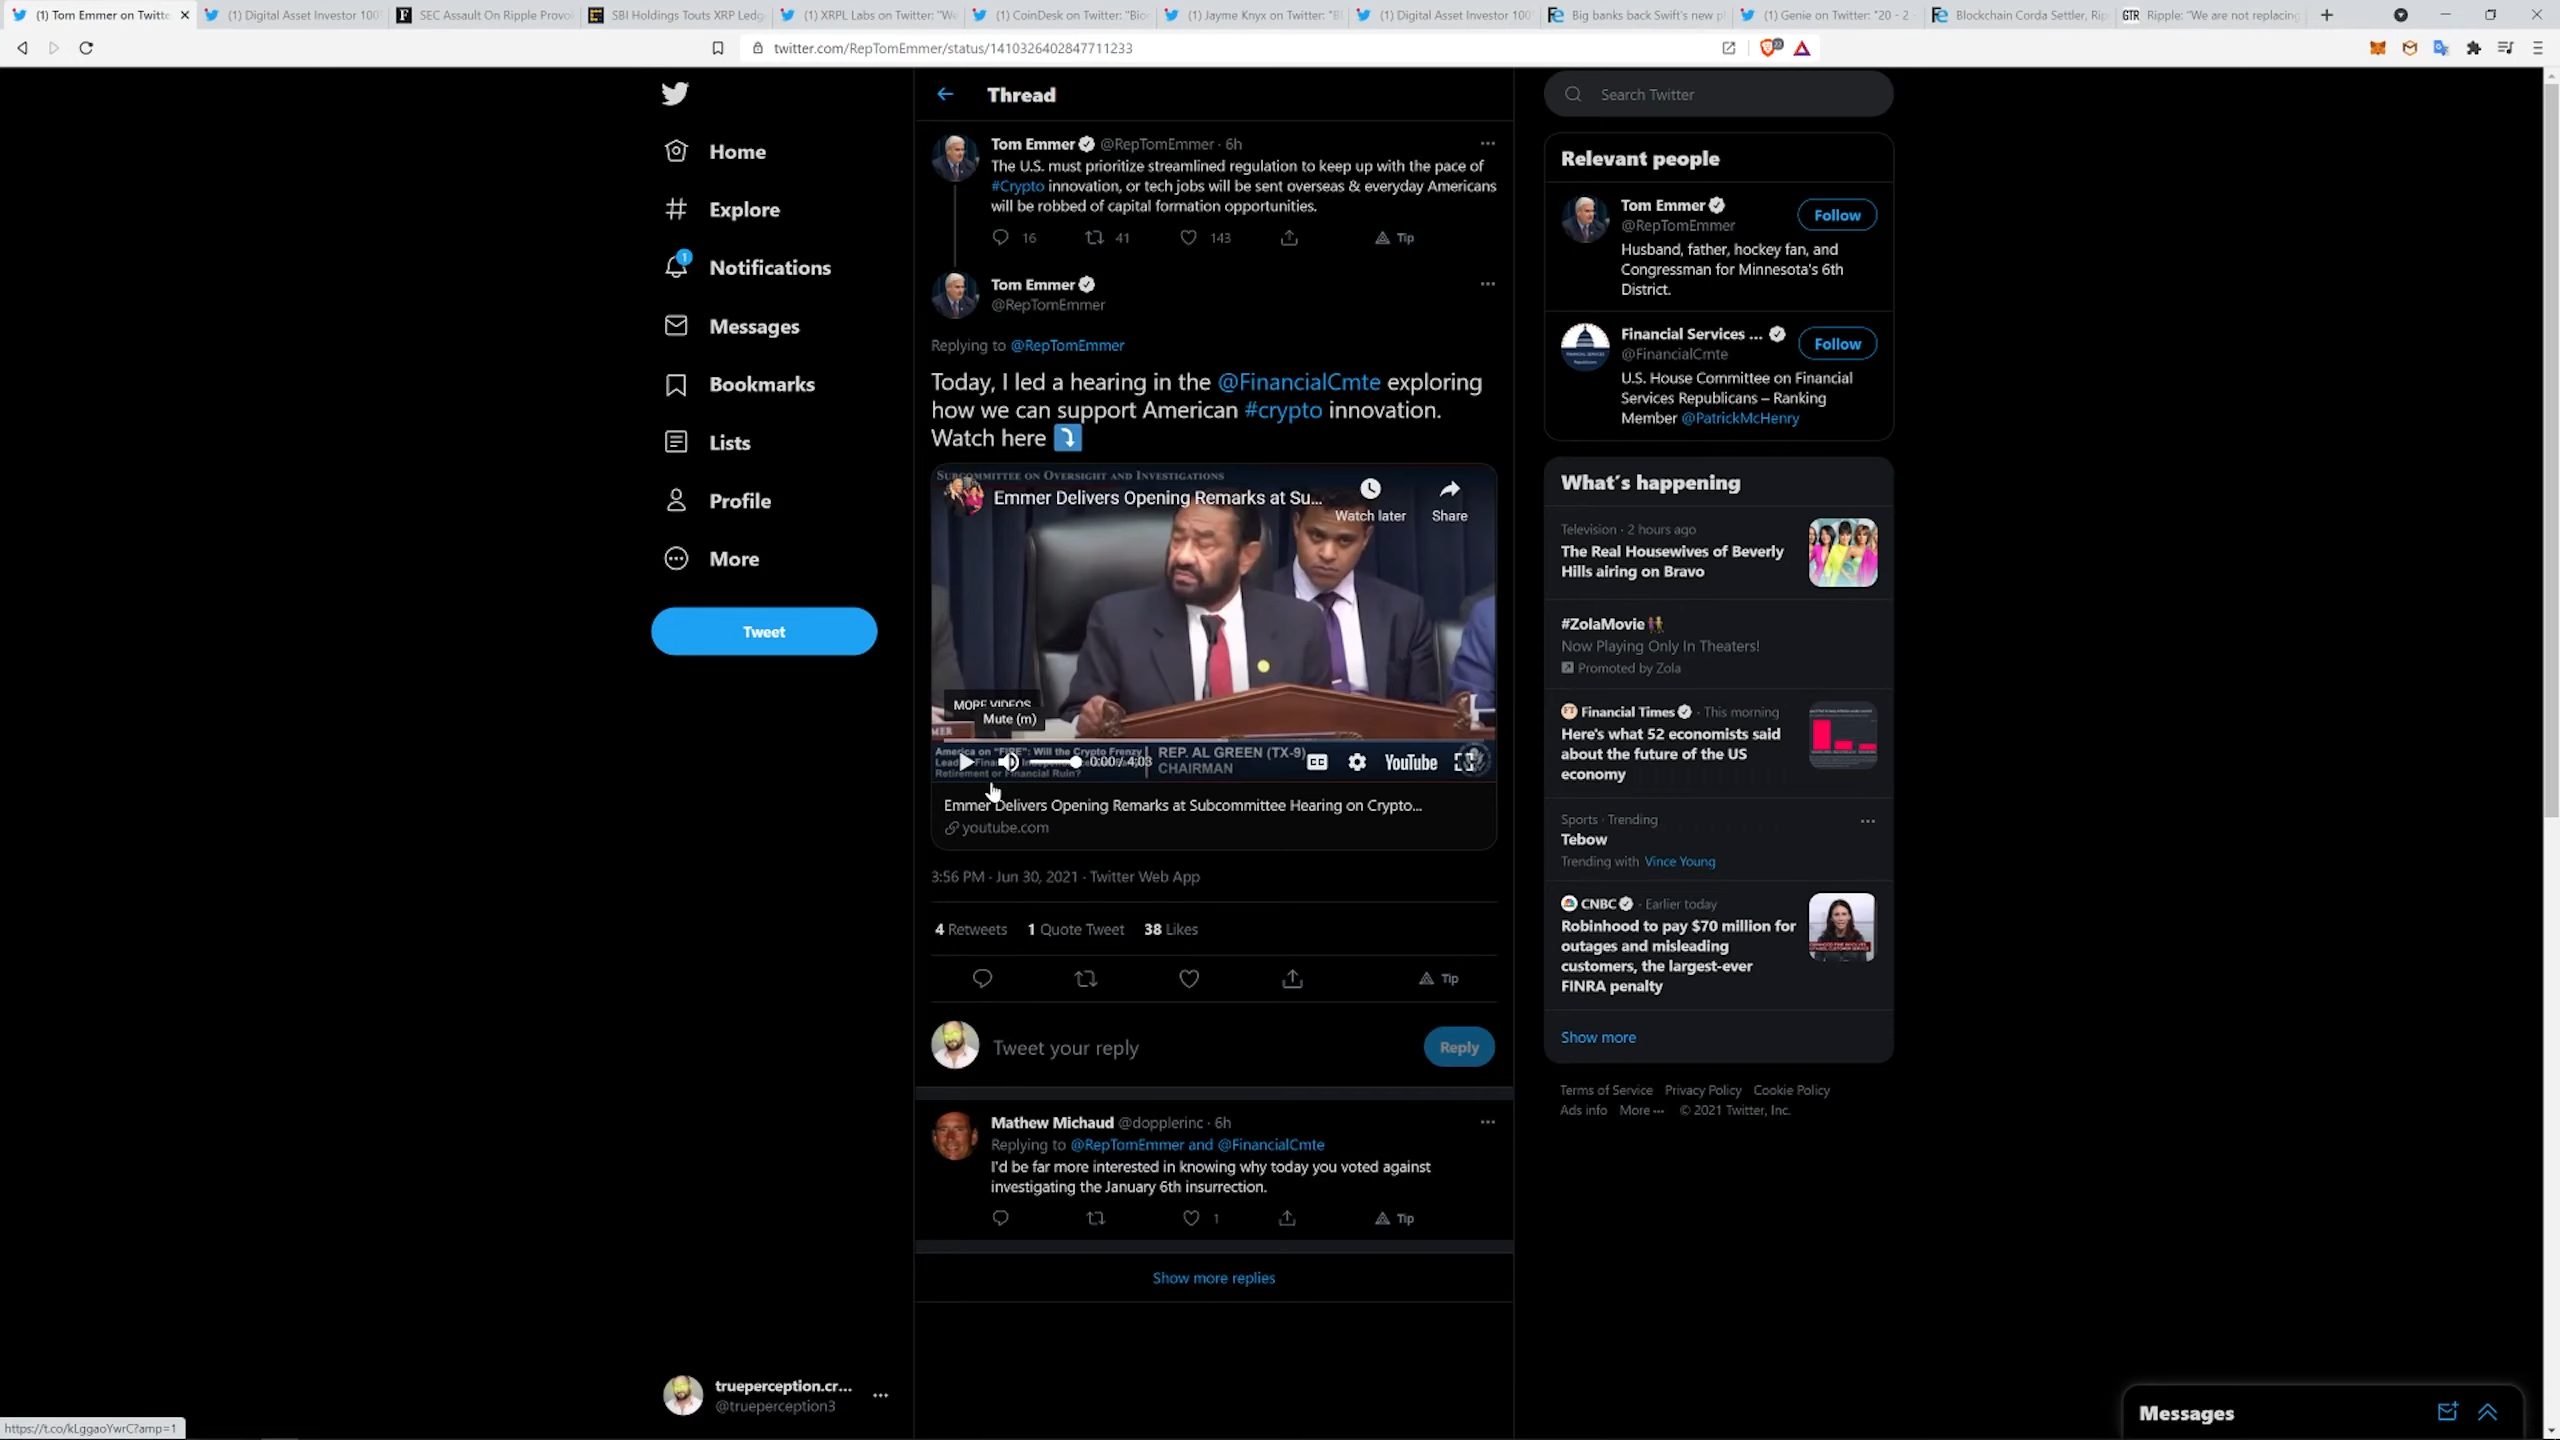 (1) Tom Emmer on Twitte
(1) Digital Asset Investor 100
SEC Assault On Ripple Provo
SBI Holdings Touts XRP Ledg
(1) XRPL Labs on Twitter: "We
(1) CoinDesk on Twitter: "Bio
(1) Jayme Knyx on Twitter: "B
(1) Digital Asset Investor 100
Big banks back Swift's new p
(1) Genie on Twitter: "20 - 2
Blockchain Corda Settler, Rip
GTR Ripple: "We are not replacing
twitter.com/RepTomEmmer/status/1410326402847711233
Home
Explore
1
Notifications
Messages
Bookmarks
Lists
Profile
More
Tweet
trueperception.cr...
@trueperception3
https://t.co/kLggaoYwrC?amp=1
Thread
Tom Emmer @RepTomEmmer · 6h
The U.S. must prioritize streamlined regulation to keep up with the pace of
#Crypto innovation, or tech jobs will be sent overseas & everyday Americans
will be robbed of capital formation opportunities.
16 41 143 Tip
Tom Emmer
@RepTomEmmer
Replying to @RepTomEmmer
Today, I led a hearing in the @FinancialCmte exploring
how we can support American #crypto innovation.
Watch here
SUBCOMMITTEE ON OVERSIGHT AND INVESTIGATIONS
Emmer Delivers Opening Remarks at Su...
Watch later
Share
MORE VIDEOS
Mute (m)
America on "FIRE": Will the Crypto Frenzy
Retirement or Financial Ruin?
0:00 / 4:03
REP. AL GREEN (TX-9)
CHAIRMAN
CC
YouTube
Emmer Delivers Opening Remarks at Subcommittee Hearing on Crypto...
youtube.com
3:56 PM · Jun 30, 2021 · Twitter Web App
4 Retweets 1 Quote Tweet 38 Likes
Tip
Tweet your reply
Reply
Mathew Michaud @dopplerinc · 6h
Replying to @RepTomEmmer and @FinancialCmte
I'd be far more interested in knowing why today you voted against
investigating the January 6th insurrection.
1 Tip
Show more replies
Search Twitter
Relevant people
Tom Emmer
@RepTomEmmer
Follow
Husband, father, hockey fan, and
Congressman for Minnesota's 6th
District.
Financial Services ...
@FinancialCmte
Follow
U.S. House Committee on Financial
Services Republicans – Ranking
Member @PatrickMcHenry
What's happening
Television · 2 hours ago
The Real Housewives of Beverly
Hills airing on Bravo
#ZolaMovie
Now Playing Only In Theaters!
Promoted by Zola
Financial Times · This morning
Here's what 52 economists said
about the future of the US
economy
Sports · Trending
Tebow
Trending with Vince Young
CNBC · Earlier today
Robinhood to pay $70 million for
outages and misleading
customers, the largest-ever
FINRA penalty
Show more
Terms of Service Privacy Policy Cookie Policy
Ads info More ··· © 2021 Twitter, Inc.
Messages